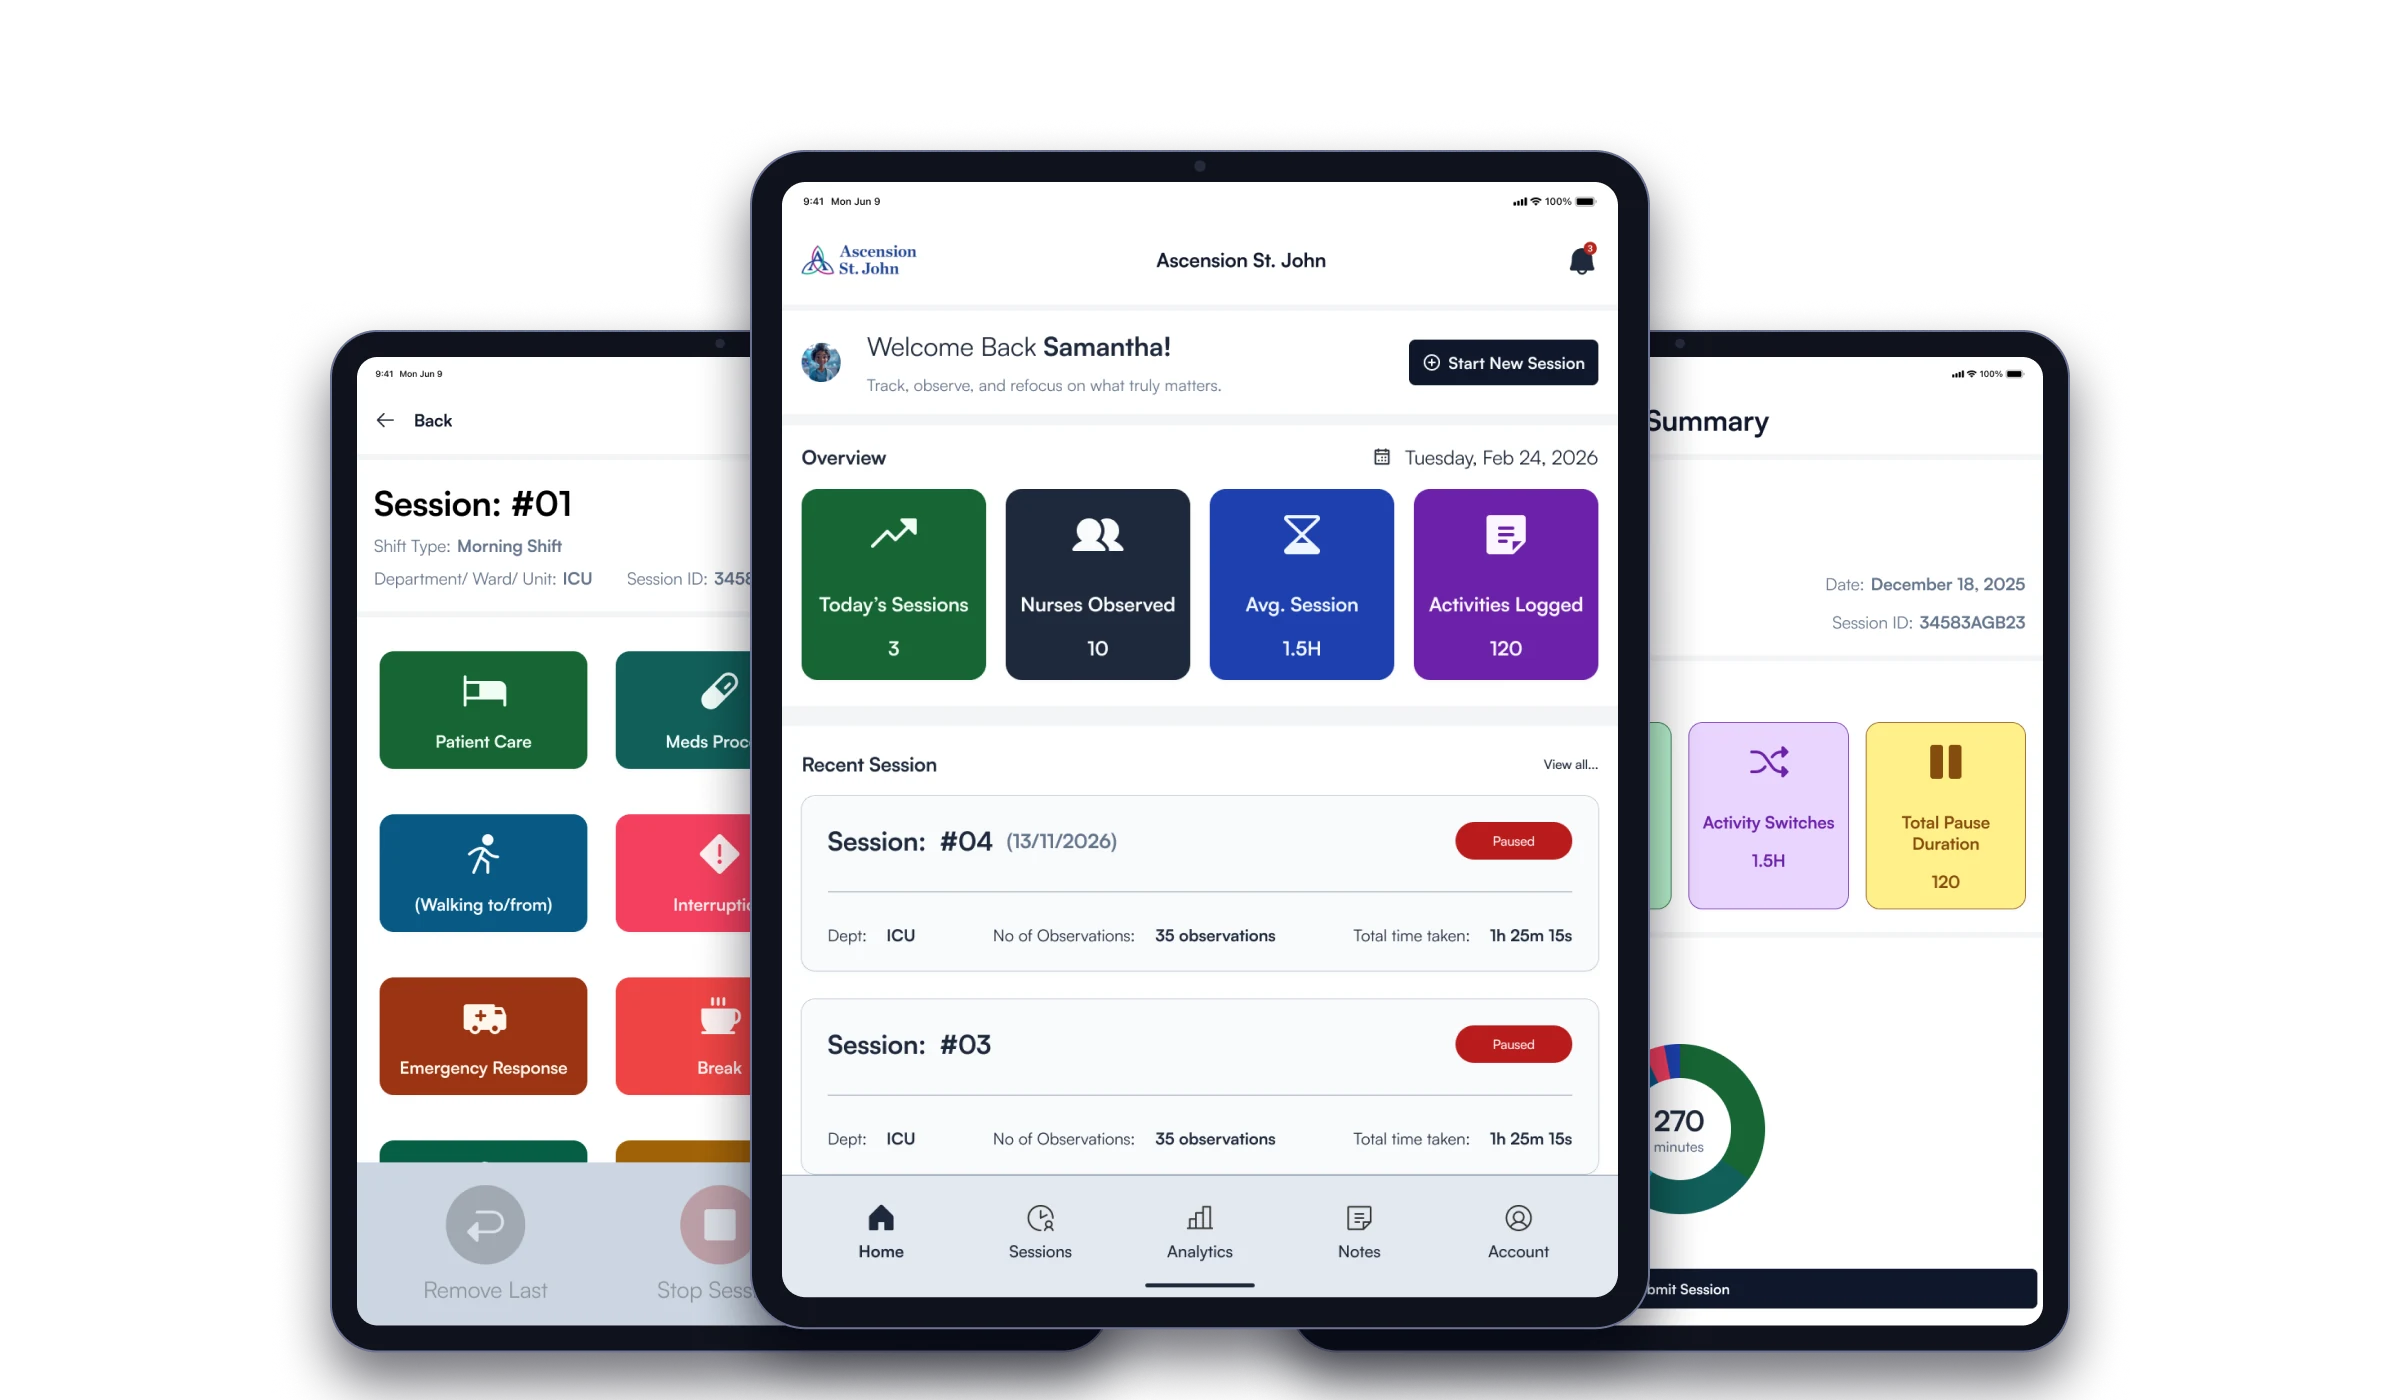 9:41 Mon Jun 9
Back
Session: #01
Shift Type: Morning Shift
Department/ Ward/ Unit: ICU Session ID: 3458
Patient Care
Meds Proc
(Walking to/from)
Interruptio
Emergency Response
Break
Remove Last
Stop Sess
9:41 Mon Jun 9
100%
Ascension
St. John
Ascension St. John
3
Welcome Back Samantha!
Track, observe, and refocus on what truly matters.
Start New Session
Overview
Tuesday, Feb 24, 2026
Today's Sessions
3
Nurses Observed
10
Avg. Session
1.5H
Activities Logged
120
Recent Session
View all...
Session: #04 (13/11/2026)
Paused
Dept: ICU No of Observations: 35 observations Total time taken: 1h 25m 15s
Session: #03
Paused
Dept: ICU No of Observations: 35 observations Total time taken: 1h 25m 15s
Home
Sessions
Analytics
Notes
Account
100%
Summary
Date: December 18, 2025
Session ID: 34583AGB23
Activity Switches
1.5H
Total Pause
Duration
120
270
minutes
bmit Session